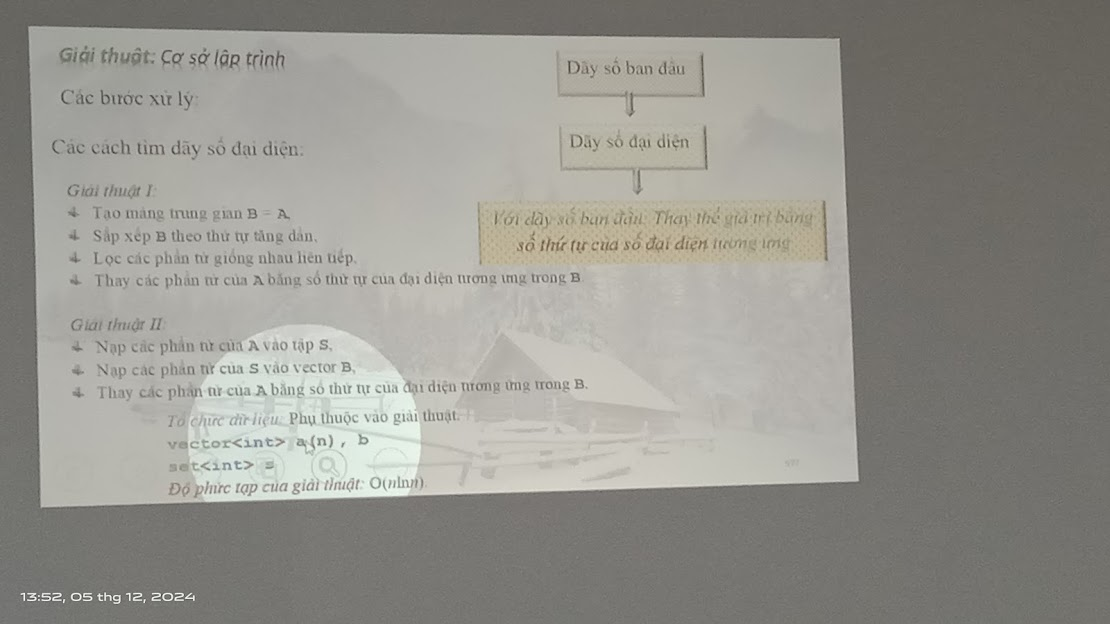 Giải thuật: Cơ sở lập trình
Các bước xử lý:
Dãy số ban đầu
Dãy số đại diện
Với dãy số ban đầu: Thay thế giá trị bằng
số thứ tự của số đại diện tương ứng
Các cách tìm dãy số đại diện:
Giải thuật I:
Tạo mảng trung gian B = A,
Sắp xếp B theo thứ tự tăng dần,
Lọc các phần tử giống nhau liên tiếp,
Thay các phần tử của A bằng số thứ tự của đại diện tương ứng trong B
Giải thuật II:
Nạp các phần tử của A vào tập S,
Nạp các phần tử của S vào vector B,
Thay các phần tử của A bằng số thứ tự của đại diện tương ứng trong B.
Tổ chức dữ liệu: Phụ thuộc vào giải thuật.
vector<int> a(n), b
set<int> s
Độ phức tạp của giải thuật: O(nlnn).
13:52, 05 thg 12, 2024